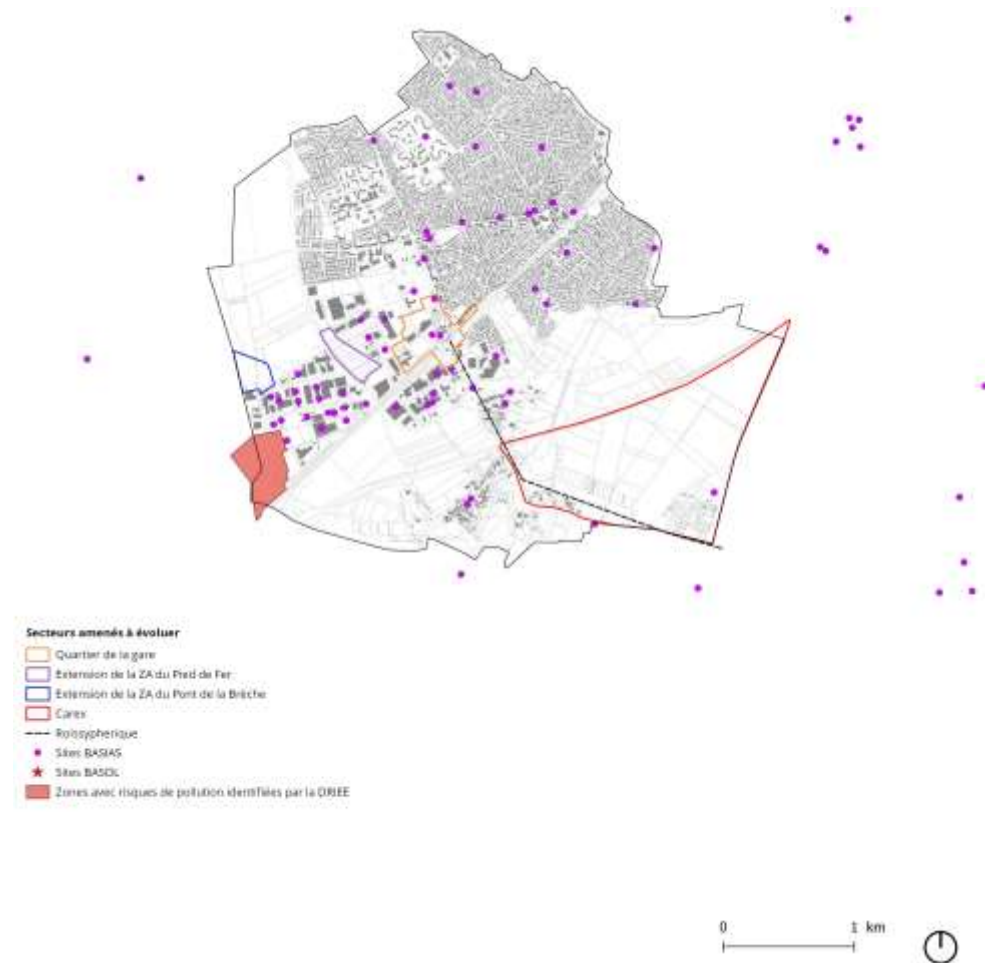 Secteurs amenés à évoluer
Quartier de la gare
Extension de la ZA du Pied de Fer
Extension de la ZA du Pont de la Brèche
Carex
Roissypherique
Sites BASIAS
Sites BASOL
Zones avec risques de pollution identifiées par la DRIEE
0 1 km